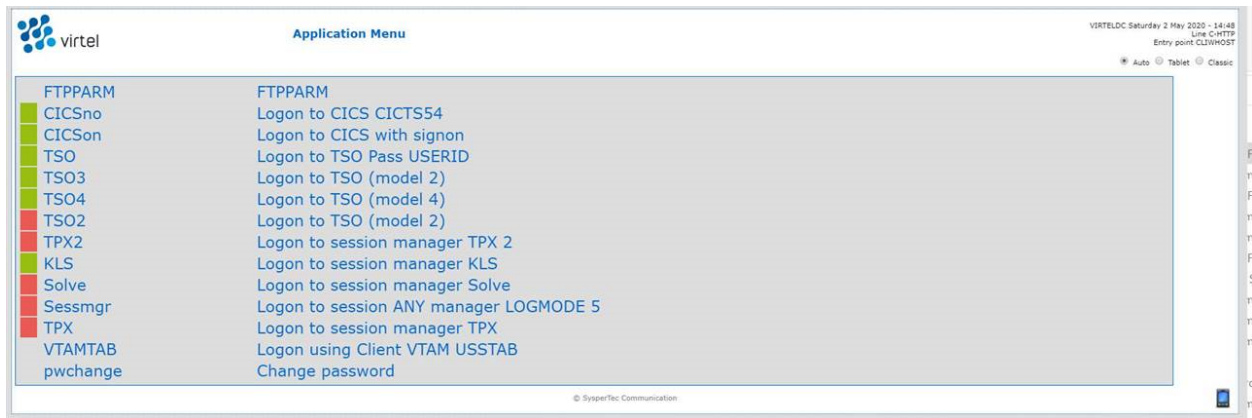 virtel
Application Menu
VIRTELDC Saturday 2 May 2020 - 14:48
Line C-HTTP
Entry point CLIWHOST
Auto Tablet Classic
FTPPARM FTPPARM
CICSno Logon to CICS CICTS54
CICSon Logon to CICS with signon
TSO Logon to TSO Pass USERID
TSO3 Logon to TSO (model 2)
TSO4 Logon to TSO (model 4)
TSO2 Logon to TSO (model 2)
TPX2 Logon to session manager TPX 2
KLS Logon to session manager KLS
Solve Logon to session manager Solve
Sessmgr Logon to session ANY manager LOGMODE 5
TPX Logon to session manager TPX
VTAMTAB Logon using Client VTAM USSTAB
pwchange Change password
© SysperTec Communication